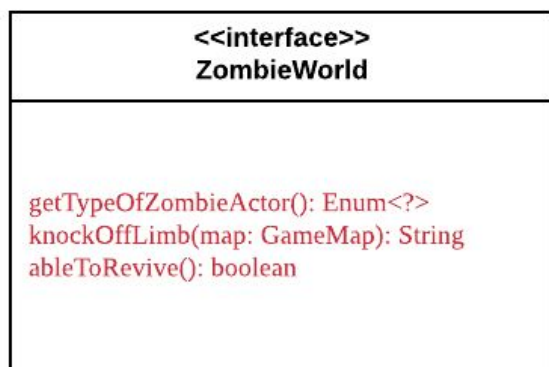 <<interface>>
ZombieWorld
getTypeOfZombieActor(): Enum<?>
knockOffLimb(map: GameMap): String
ableToRevive(): boolean